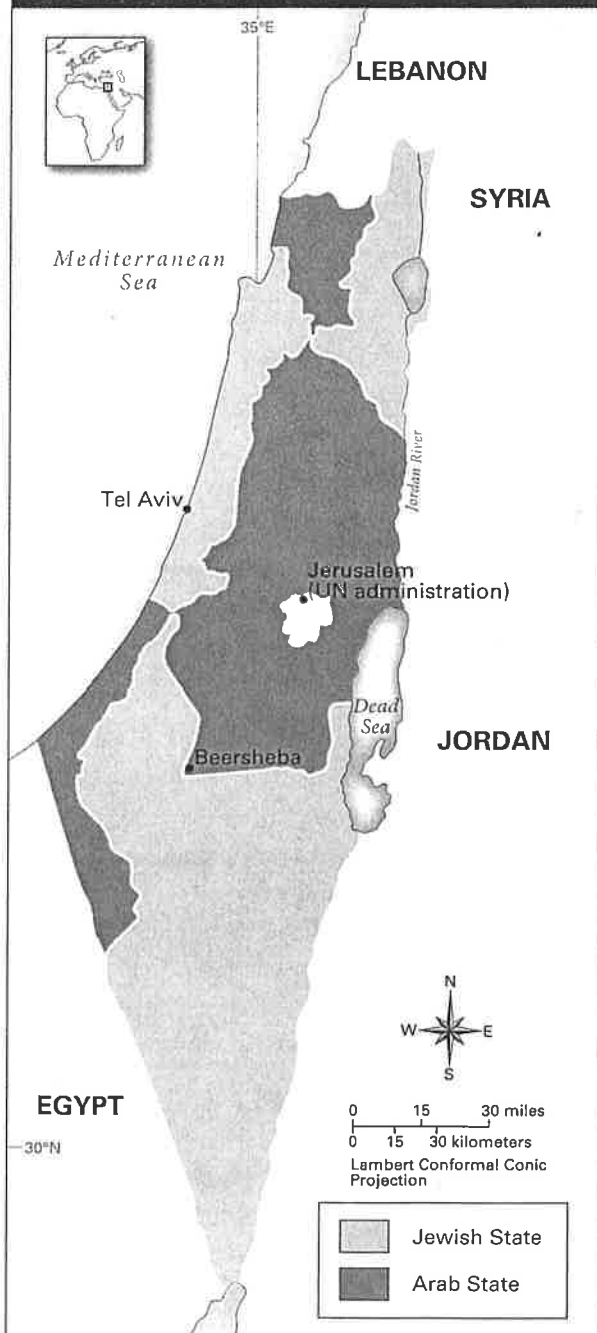 35°E
LEBANON
SYRIA
Mediterranean
Sea
Jordan River
Tel Aviv
Jerusalem
(UN administration)
Dead
Sea
JORDAN
Beersheba
N
W E
S
EGYPT
0 15 30 miles
0 15 30 kilometers
30°N
Lambert Conformal Conic
Projection
Jewish State
Arab State